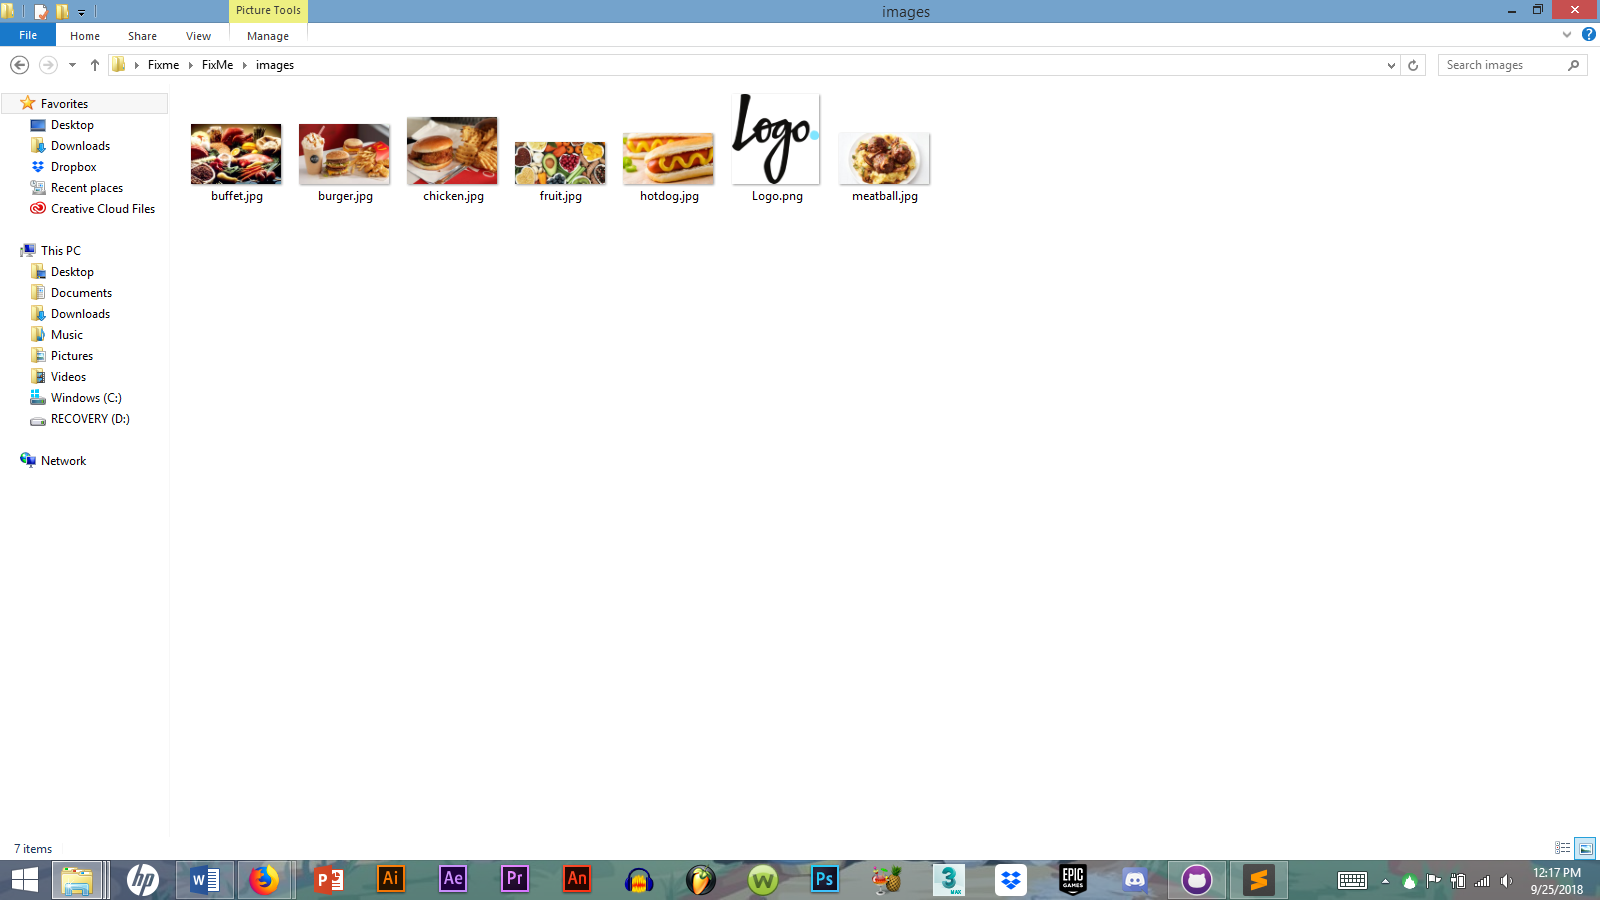 Picture Tools
images
File
Home
Share
View
Manage
Fixme
FixMe
images
Search images
Favorites
Desktop
Downloads
Dropbox
Recent places
Creative Cloud Files
This PC
Desktop
Documents
Downloads
Music
Pictures
Videos
Windows (C:)
RECOVERY (D:)
Network
Logo.
buffet.jpg
burger.jpg
chicken.jpg
fruit.jpg
hotdog.jpg
Logo.png
meatball.jpg
7 items
hp
W
P
Ai
Ae
Pr
An
W
Ps
3
MAX
EPIC
GAMES
S
12:17 PM
9/25/2018